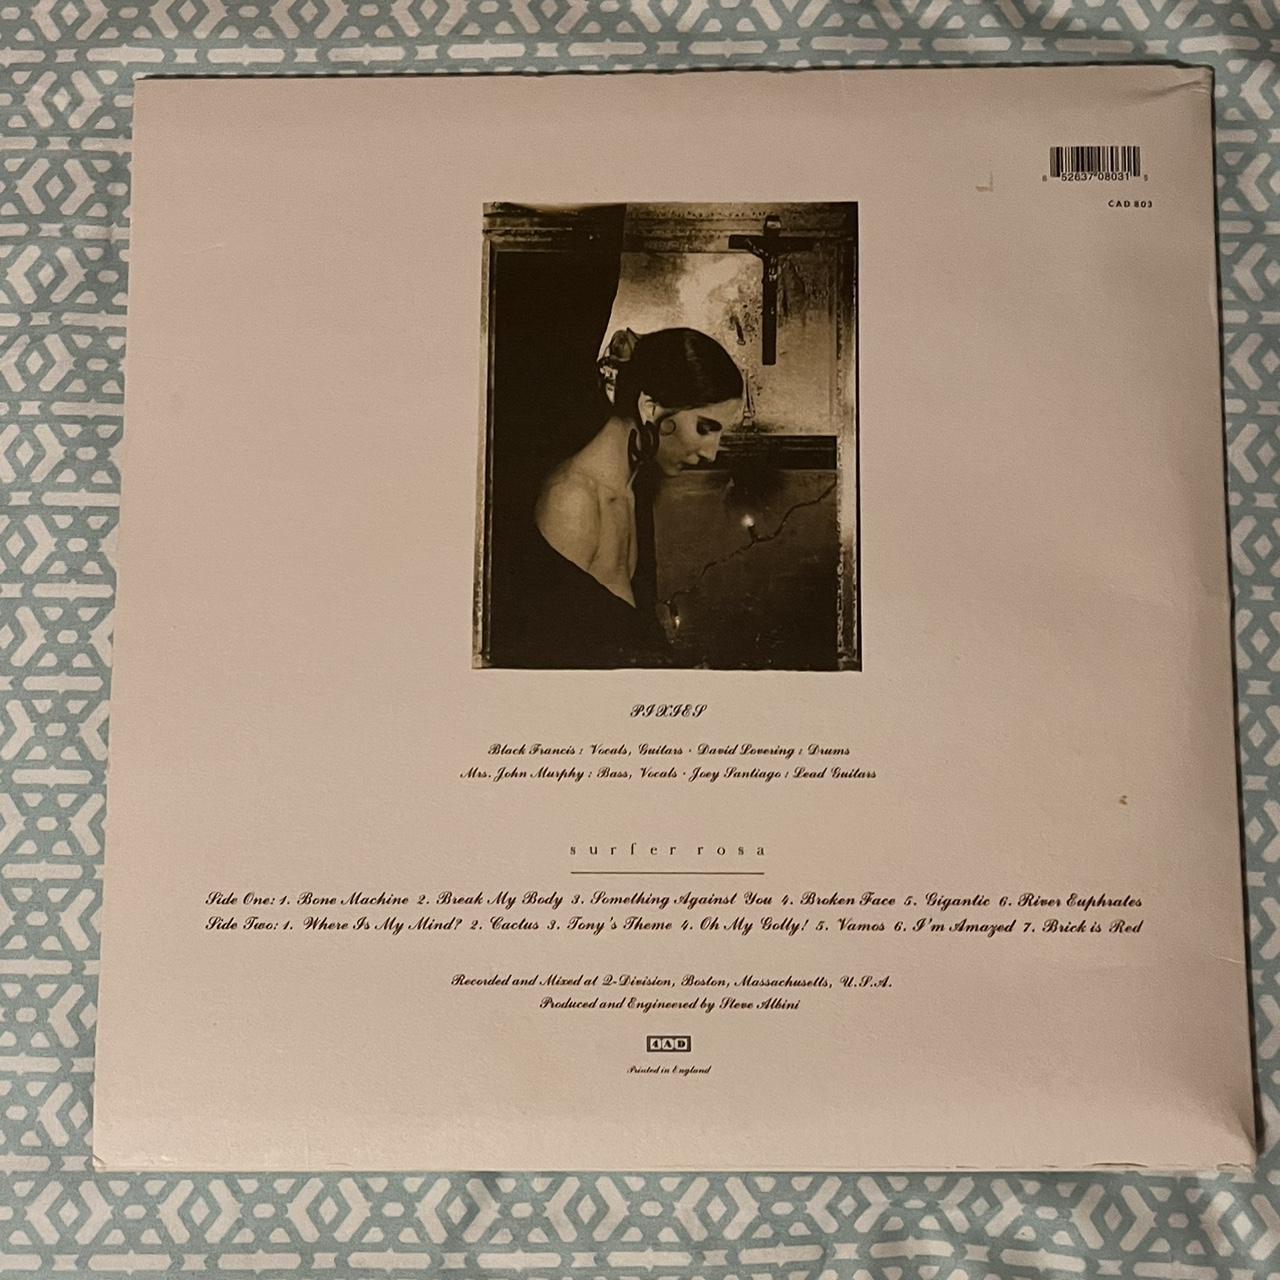 6 52637 08031 5
CAD 803
PIXIES
Black Francis : Vocals, Guitars · David Lovering : Drums
Mrs. John Murphy : Bass, Vocals · Joey Santiago : Lead Guitars
surfer rosa
Side One: 1. Bone Machine 2. Break My Body 3. Something Against You 4. Broken Face 5. Gigantic 6. River Euphrates
Side Two: 1. Where Is My Mind? 2. Cactus 3. Tony's Theme 4. Oh My Golly! 5. Vamos 6. I'm Amazed 7. Brick is Red
Recorded and Mixed at Q-Division, Boston, Massachusetts, U.S.A.
Produced and Engineered by Steve Albini
4AD
Printed in England